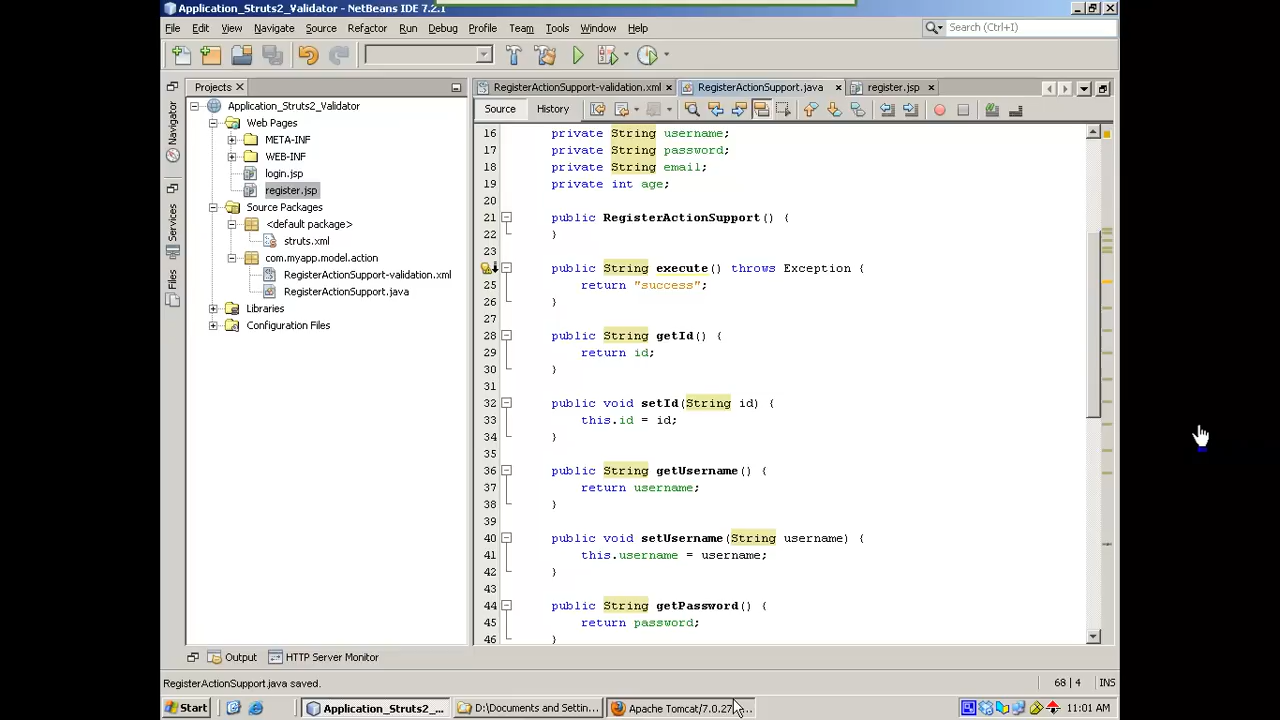 Application_Struts2_Validator - NetBeans IDE 7.2.1
File Edit View Navigate Source Refactor Run Debug Profile Team Tools Window Help
Search (Ctrl+I)
Projects
RegisterActionSupport-validation.xml RegisterActionSupport.java register.jsp
Source History
Navigator
Services
Files
Application_Struts2_Validator
Web Pages
META-INF
WEB-INF
login.jsp
register.jsp
Source Packages
<default package>
struts.xml
com.myapp.model.action
RegisterActionSupport-validation.xml
RegisterActionSupport.java
Libraries
Configuration Files
16 private String username;
17 private String password;
18 private String email;
19 private int age;
20
21 public RegisterActionSupport() {
22 }
23
24 public String execute() throws Exception {
25 return "success";
26 }
27
28 public String getId() {
29 return id;
30 }
31
32 public void setId(String id) {
33 this.id = id;
34 }
35
36 public String getUsername() {
37 return username;
38 }
39
40 public void setUsername(String username) {
41 this.username = username;
42 }
43
44 public String getPassword() {
45 return password;
46 }
Output HTTP Server Monitor
RegisterActionSupport.java saved.
68 | 4 INS
Start Application_Struts2_... D:\Documents and Settin... Apache Tomcat/7.0.27 ... 11:01 AM